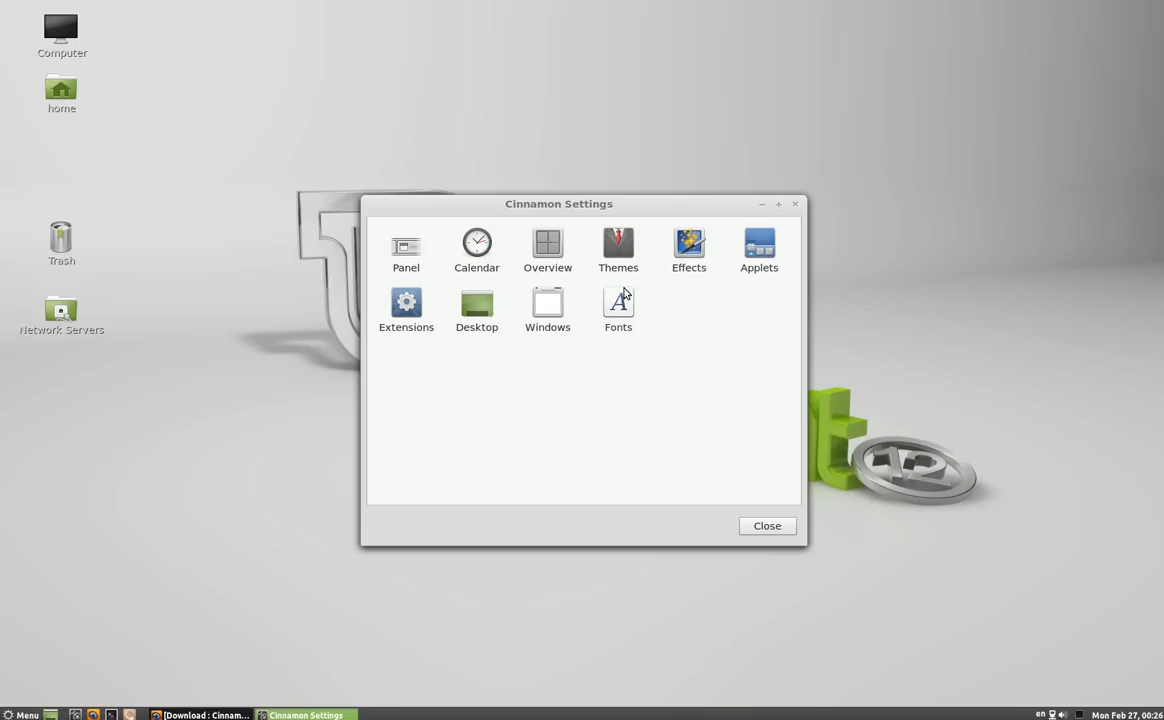 Computer
home
Trash
Network Servers
Cinnamon Settings
Panel
Calendar
Overview
Themes
Effects
Applets
Extensions
Desktop
Windows
Fonts
Close
12
t
Menu
[Download : Cinnam...
Cinnamon Settings
en
Mon Feb 27, 00:26